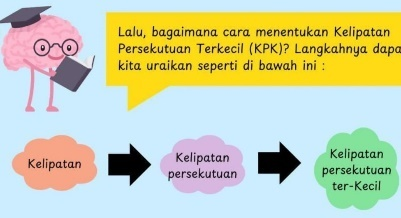 Lalu, bagaimana cara menentukan Kelipatan
Persekutuan Terkecil (KPK)? Langkahnya dapa
kita uraikan seperti di bawah ini :
Kelipatan
Kelipatan
persekutuan
Kelipatan
persekutuan
ter-Kecil